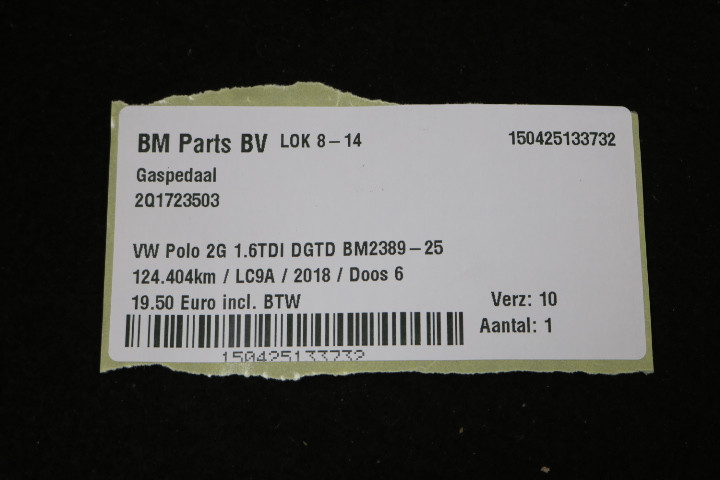 BM Parts BV LOK 8-14 150425133732
Gaspedaal
2Q1723503
VW Polo 2G 1.6TDI DGTD BM2389-25
124.404km / LC9A / 2018 / Doos 6
19.50 Euro incl. BTW Verz: 10
Aantal: 1
150425133732